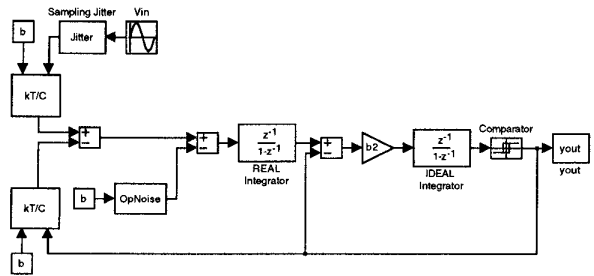 Sampling Jitter
Vin
b
Jitter
kT/C
+
−
+
−
z-1
1-z-1
REAL
Integrator
+
−
b2
z-1
1-z-1
IDEAL
Integrator
Comparator
yout
yout
kT/C
b
OpNoise
b